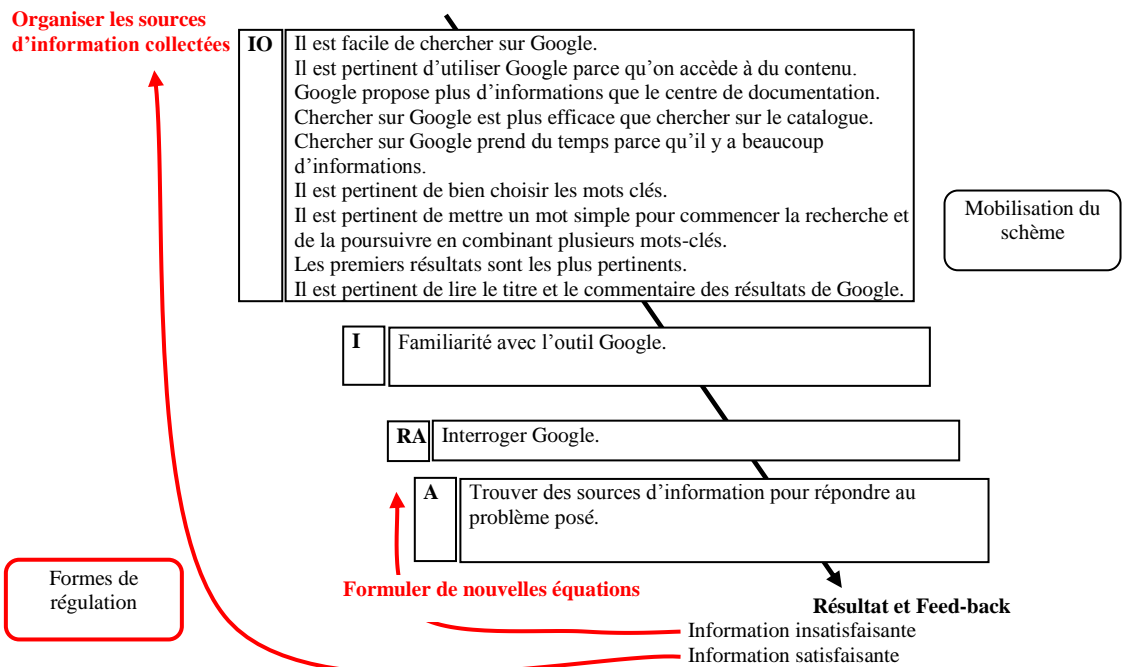 Organiser les sources
d'information collectées
IO
Il est facile de chercher sur Google.
Il est pertinent d'utiliser Google parce qu'on accède à du contenu.
Google propose plus d'informations que le centre de documentation.
Chercher sur Google est plus efficace que chercher sur le catalogue.
Chercher sur Google prend du temps parce qu'il y a beaucoup
d'informations.
Il est pertinent de bien choisir les mots clés.
Il est pertinent de mettre un mot simple pour commencer la recherche et
de la poursuivre en combinant plusieurs mots-clés.
Les premiers résultats sont les plus pertinents.
Il est pertinent de lire le titre et le commentaire des résultats de Google.
Mobilisation du
schème
I
Familiarité avec l'outil Google.
RA
Interroger Google.
A
Trouver des sources d'information pour répondre au
problème posé.
Formes de
régulation
Formuler de nouvelles équations
Résultat et Feed-back
Information insatisfaisante
Information satisfaisante